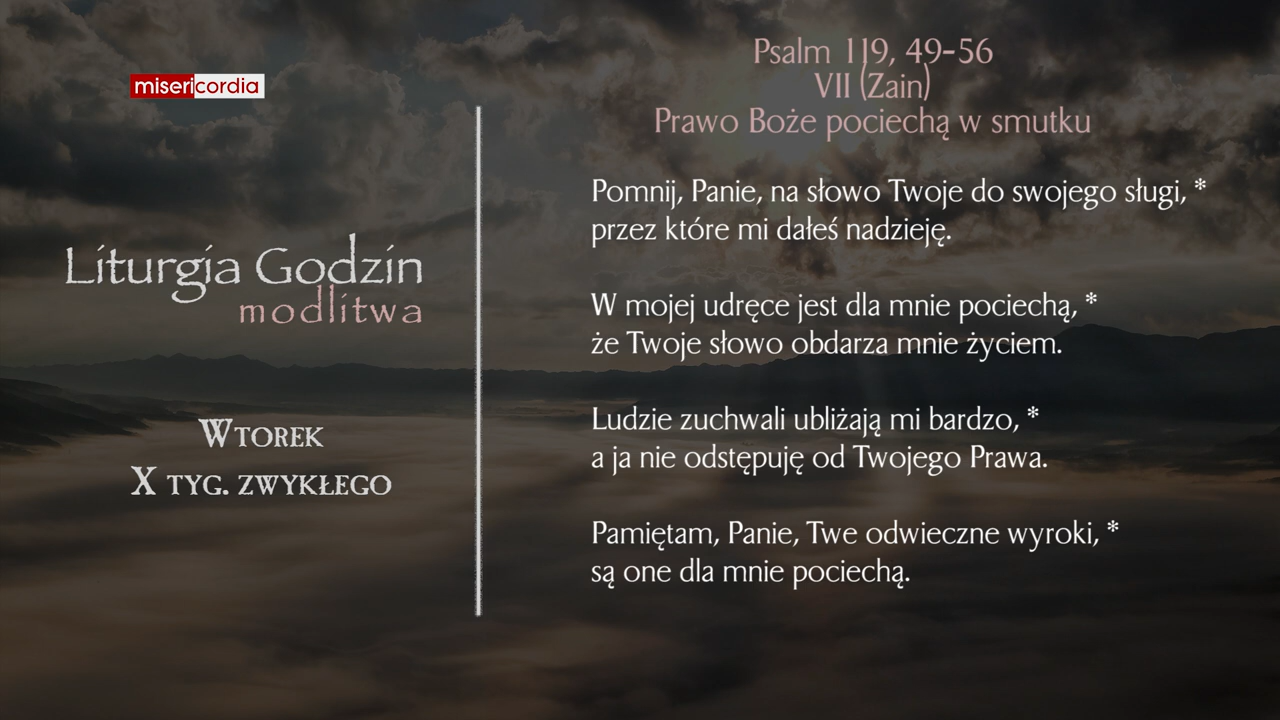 misericordia
Liturgia Godzin
modlitwa
Wtorek
X tyg. zwykłego
Psalm 119, 49-56
VII (Zain)
Prawo Boże pociechą w smutku
Pomnij, Panie, na słowo Twoje do swojego sługi, *
przez które mi dałeś nadzieję.
W mojej udręce jest dla mnie pociechą, *
że Twoje słowo obdarza mnie życiem.
Ludzie zuchwali ubliżają mi bardzo, *
a ja nie odstępuję od Twojego Prawa.
Pamiętam, Panie, Twe odwieczne wyroki, *
są one dla mnie pociechą.